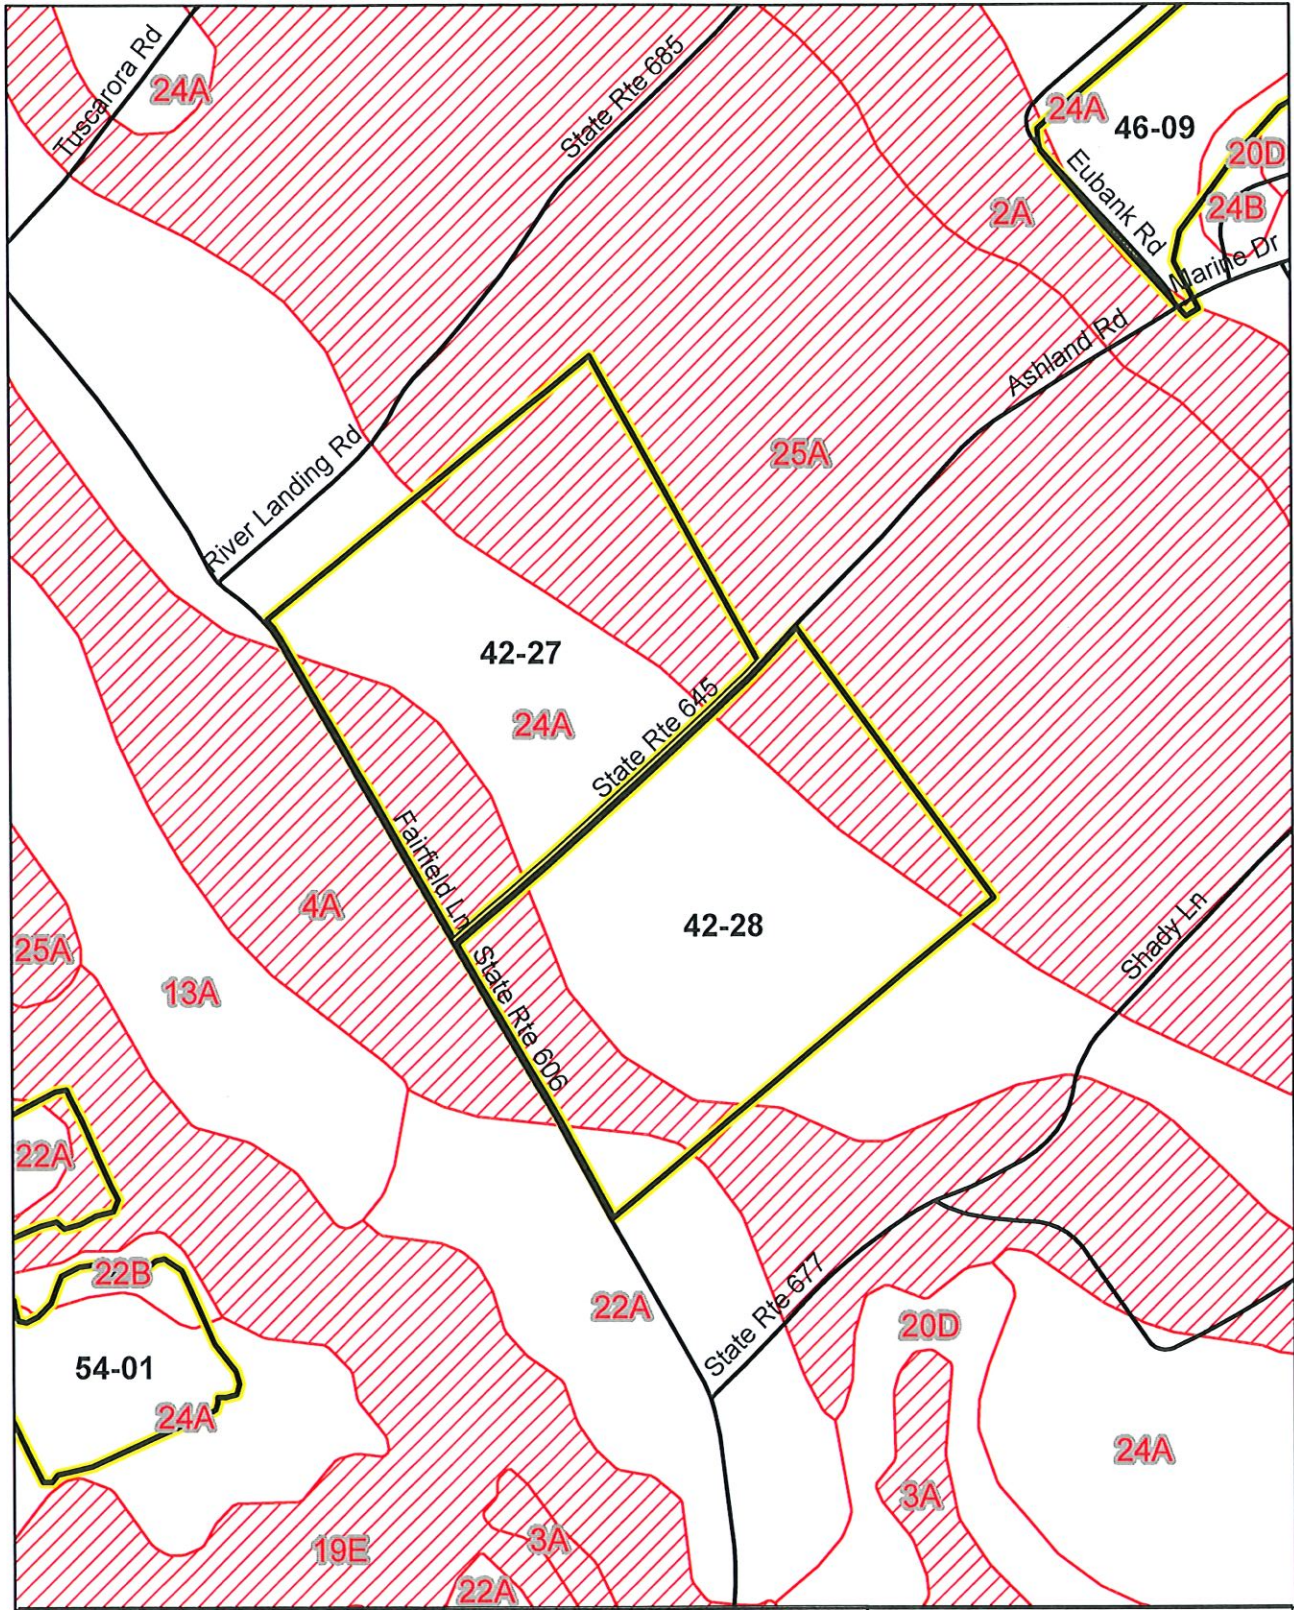 Tuscarora Rd
24A
State Rte 685
24A
46-09
20D
Eubank Rd
2A
24B
Marine Dr
Ashland Rd
River Landing Rd
25A
42-27
24A
State Rte 645
Fairfield Ln
4A
42-28
25A
13A
Shady Ln
State Rte 606
22A
22B
22A
State Rte 677
20D
54-01
24A
24A
3A
19E
3A
22A